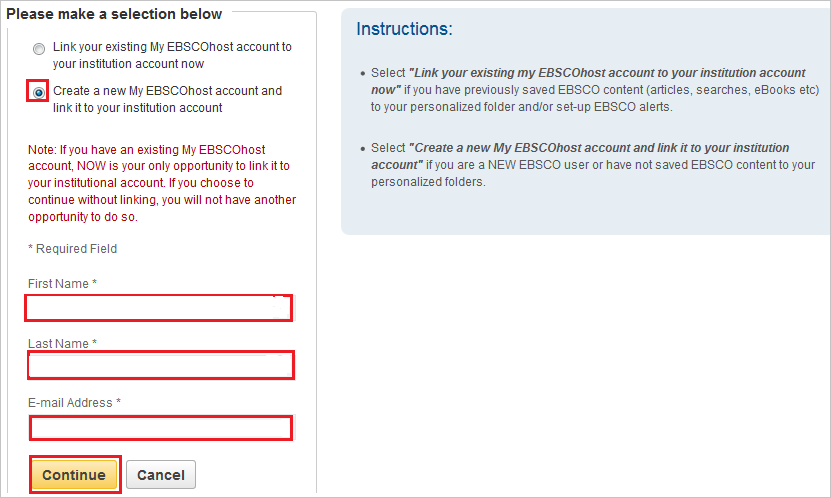 Please make a selection below
Link your existing My EBSCOhost account to
your institution account now
Create a new My EBSCOhost account and
link it to your institution account
Note: If you have an existing My EBSCOhost
account, NOW is your only opportunity to link it to
your institutional account. If you choose to
continue without linking, you will not have another
opportunity to do so.
* Required Field
First Name *
Last Name *
E-mail Address *
Continue
Cancel
Instructions:
• Select "Link your existing my EBSCOhost account to your institution account
now" if you have previously saved EBSCO content (articles, searches, eBooks etc)
to your personalized folder and/or set-up EBSCO alerts.
• Select "Create a new My EBSCOhost account and link it to your institution
account" if you are a NEW EBSCO user or have not saved EBSCO content to your
personalized folders.